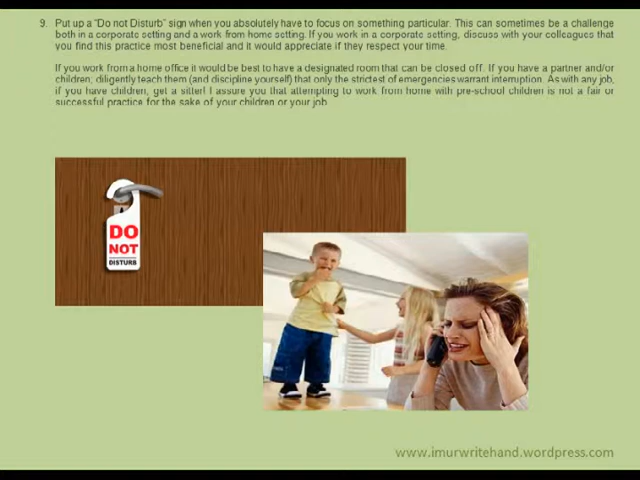 9. Put up a "Do not Disturb" sign when you absolutely have to focus on something particular. This can sometimes be a challenge
both in a corporate setting and a work from home setting. If you work in a corporate setting, discuss with your colleagues that
you find this practice most beneficial and it would appreciate if they respect your time.
If you work from a home office it would be best to have a designated room that can be closed off. If you have a partner and/or
children, diligently teach them (and discipline yourself) that only the strictest of emergencies warrant interruption. As with any job,
if you have children, get a sitter! I assure you that attempting to work from home with pre-school children is not a fair or
successful practice for the sake of your children or your job.
DO
NOT
DISTURB
www.imurwritehand.wordpress.com